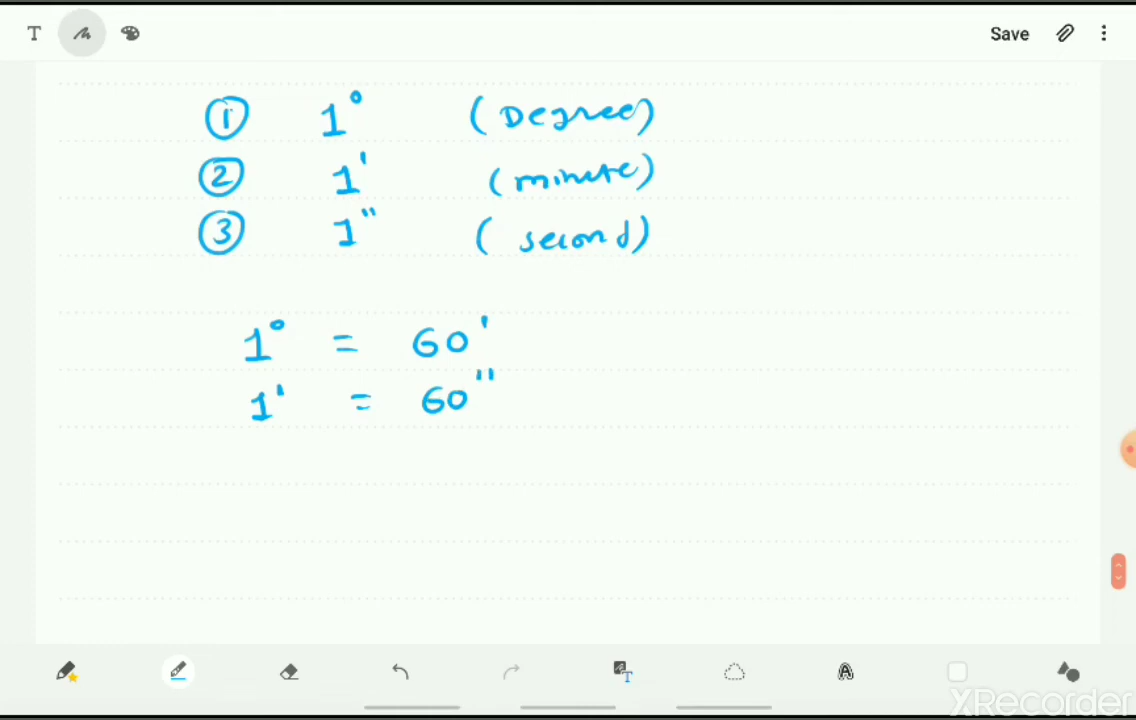 T Save
① 1° (Degree)
② 1' (minute)
③ 1" (second)
1° = 60'
1' = 60"
T A
XRecorder